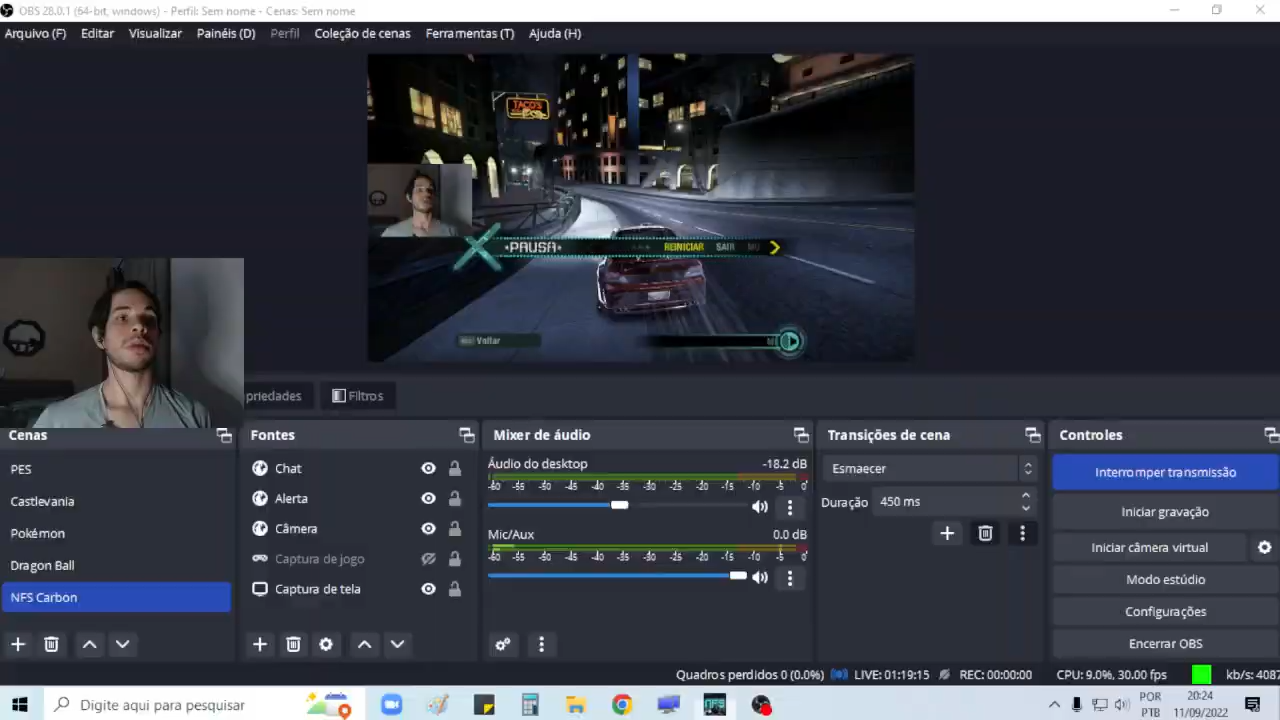 OBS 28.0.1 (64-bit, windows) - Perfil: Sem nome - Cenas: Sem nome
Arquivo (F) Editar Visualizar Painéis (D) Perfil Coleção de cenas Ferramentas (T) Ajuda (H)
TACO'S
PAUSA REINICIAR SAIR MU
Voltar
priedades Filtros
Cenas
PES
Castlevania
Pokémon
Dragon Ball
NFS Carbon
Fontes
Chat
Alerta
Câmera
Captura de jogo
Captura de tela
Mixer de áudio
Áudio do desktop -18.2 dB
-60 -55 -50 -45 -40 -35 -30 -25 -20 -15 -10 -5 0
Mic/Aux 0.0 dB
-60 -55 -50 -45 -40 -35 -30 -25 -20 -15 -10 -5 0
Transições de cena
Esmaecer
Duração 450 ms
Controles
Interromper transmissão
Iniciar gravação
Iniciar câmera virtual
Modo estúdio
Configurações
Encerrar OBS
Quadros perdidos 0 (0.0%) LIVE: 01:19:15 REC: 00:00:00 CPU: 9.0%, 30.00 fps kb/s: 4087
Digite aqui para pesquisar
NFS
POR
PTB
20:24
11/09/2022